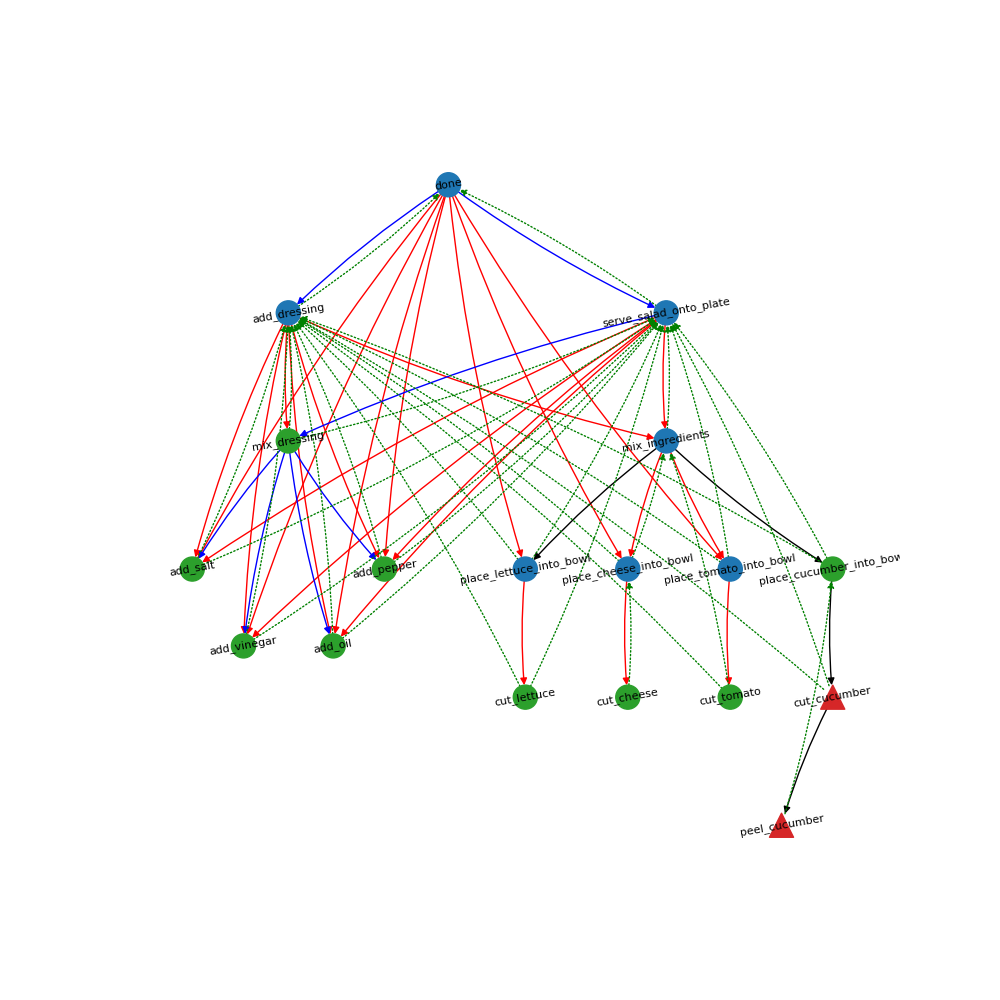 done
add_dressing
serve_salad_onto_plate
mix_dressing
mix_ingredients
add_salt
add_pepper
place_lettuce_into_bowl
place_cheese_into_bowl
place_tomato_into_bowl
place_cucumber_into_bow
add_vinegar
add_oil
cut_lettuce
cut_cheese
cut_tomato
cut_cucumber
peel_cucumber